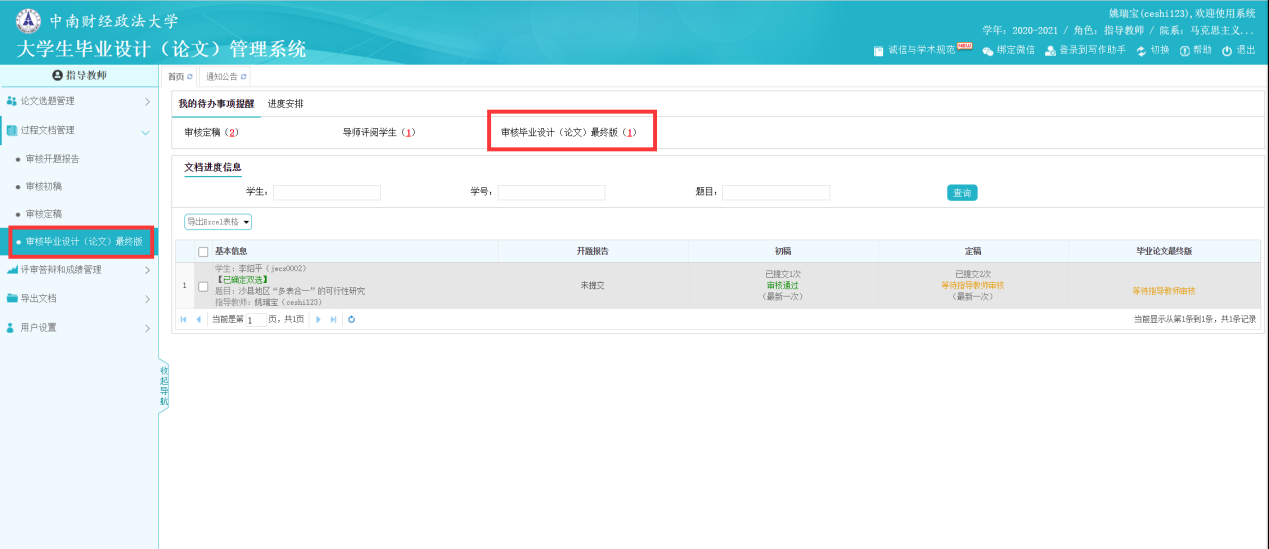 中南财经政法大学
大学生毕业设计（论文）管理系统
姚瑞宝(ceshi123),欢迎使用系统
学年：2020-2021 / 角色：指导教师 / 院系：马克思主义...
诚信与学术规范 NEW 绑定微信 登录到写作助手 切换 帮助 退出
指导教师
论文选题管理
过程文档管理
审核开题报告
审核初稿
审核定稿
审核毕业设计（论文）最终版
评审答辩和成绩管理
导出文档
用户设置
收起导航
首页 通知公告
我的待办事项提醒 进度安排
审核定稿（2） 导师评阅学生（1） 审核毕业设计（论文）最终版（1）
文档进度信息
学生： 学号： 题目： 查询
导出Excel表格
基本信息 开题报告 初稿 定稿 毕业论文最终版
学生：李绍平（jwcz0002）
【已确定双选】
1 题目：沙县地区“多表合一”的可行性研究
指导教师：姚瑞宝（ceshi123）
未提交
已提交1次
审核通过
（最新一次）
已提交2次
等待指导教师审核
（最新一次）
等待指导教师审核
当前是第 1 页，共1页
当前显示从第1条到1条，共1条记录